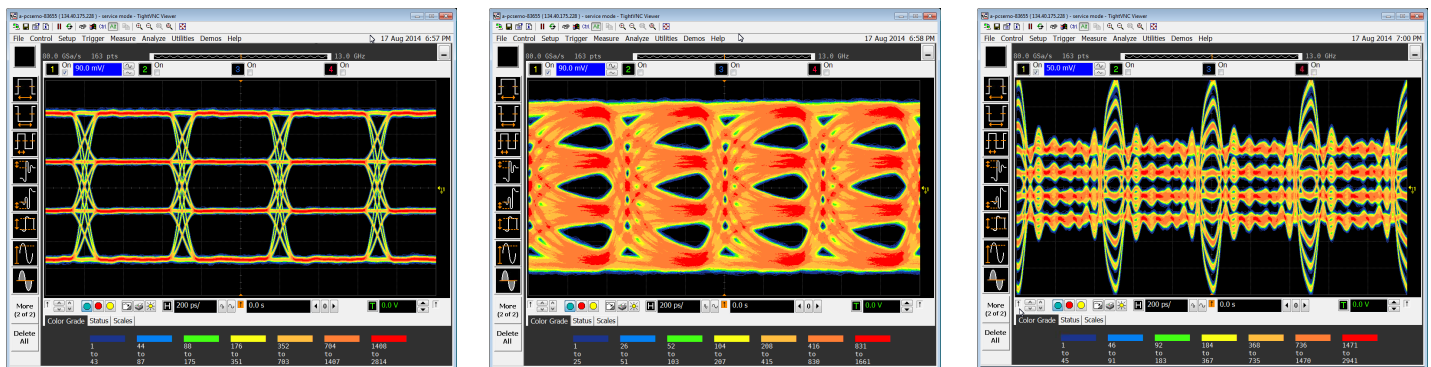 e-pcserno-83655 (134.40.175.228) - service mode - TightVNC Viewer
File Control Setup Trigger Measure Analyze Utilities Demos Help 17 Aug 2014 6:57 PM
80.0 GSa/s 163 pts 13.0 GHz
1 On 90.0 mV/ 2 On 3 On 4 On
More
(2 of 2)
Delete
All
H 200 ps/ 0.0 s 0 T 0.0 V
Color Grade Status Scales
1 44 88 176 352 704 1408
to to to to to to to
43 87 175 351 703 1407 2814
e-pcserno-83655 (134.40.175.228) - service mode - TightVNC Viewer
File Control Setup Trigger Measure Analyze Utilities Demos Help 17 Aug 2014 6:58 PM
80.0 GSa/s 163 pts 13.0 GHz
1 On 90.0 mV/ 2 On 3 On 4 On
More
(2 of 2)
Delete
All
H 200 ps/ 0.0 s 0 T 0.0 V
Color Grade Status Scales
1 26 52 104 208 416 831
to to to to to to to
25 51 103 207 415 830 1661
e-pcserno-83655 (134.40.175.228) - service mode - TightVNC Viewer
File Control Setup Trigger Measure Analyze Utilities Demos Help 17 Aug 2014 7:00 PM
80.0 GSa/s 163 pts 13.0 GHz
1 On 50.0 mV/ 2 On 3 On 4 On
More
(2 of 2)
Delete
All
H 200 ps/ 0.0 s 0 T 0.0 V
Color Grade Status Scales
1 46 92 184 368 736 1471
to to to to to to to
45 91 183 367 735 1470 2941